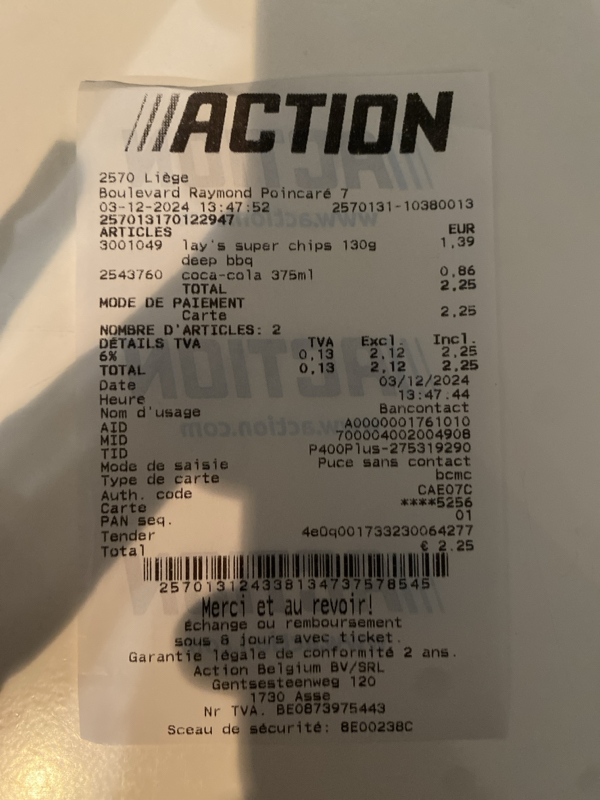 ACTION
2570 Liège
Boulevard Raymond Poincaré 7
03-12-2024 13:47:52 2570131-10380013
257013170122947
ARTICLES EUR
3001049 lay's super chips 130g 1,39
deep bbq
2543760 coca-cola 375ml 0,86
TOTAL 2,25
MODE DE PAIEMENT
Carte 2,25
NOMBRE D'ARTICLES: 2
DÉTAILS TVA TVA Excl. Incl.
6% 0,13 2,12 2,25
TOTAL 0,13 2,12 2,25
Date 03/12/2024
Heure 13:47.44
Nom d'usage Bancontact
AID A0000001761010
MID 700004002004908
TID P400Plus-275319290
Mode de saisie Puce sans contact
Type de carte bcmc
Auth. code CAE07C
Carte ****5256
PAN seq. 01
Tender 4e0q001733230064277
Total € 2.25
257013124338134737578545
Merci et au revoir!
Échange ou remboursement
sous 8 jours avec ticket.
Garantie légale de conformité 2 ans.
Action Belgium BV/SRL
Gentsesteenweg 120
1730 Asse
Nr TVA. BE0873975443
Sceau de sécurité: 8E00238C